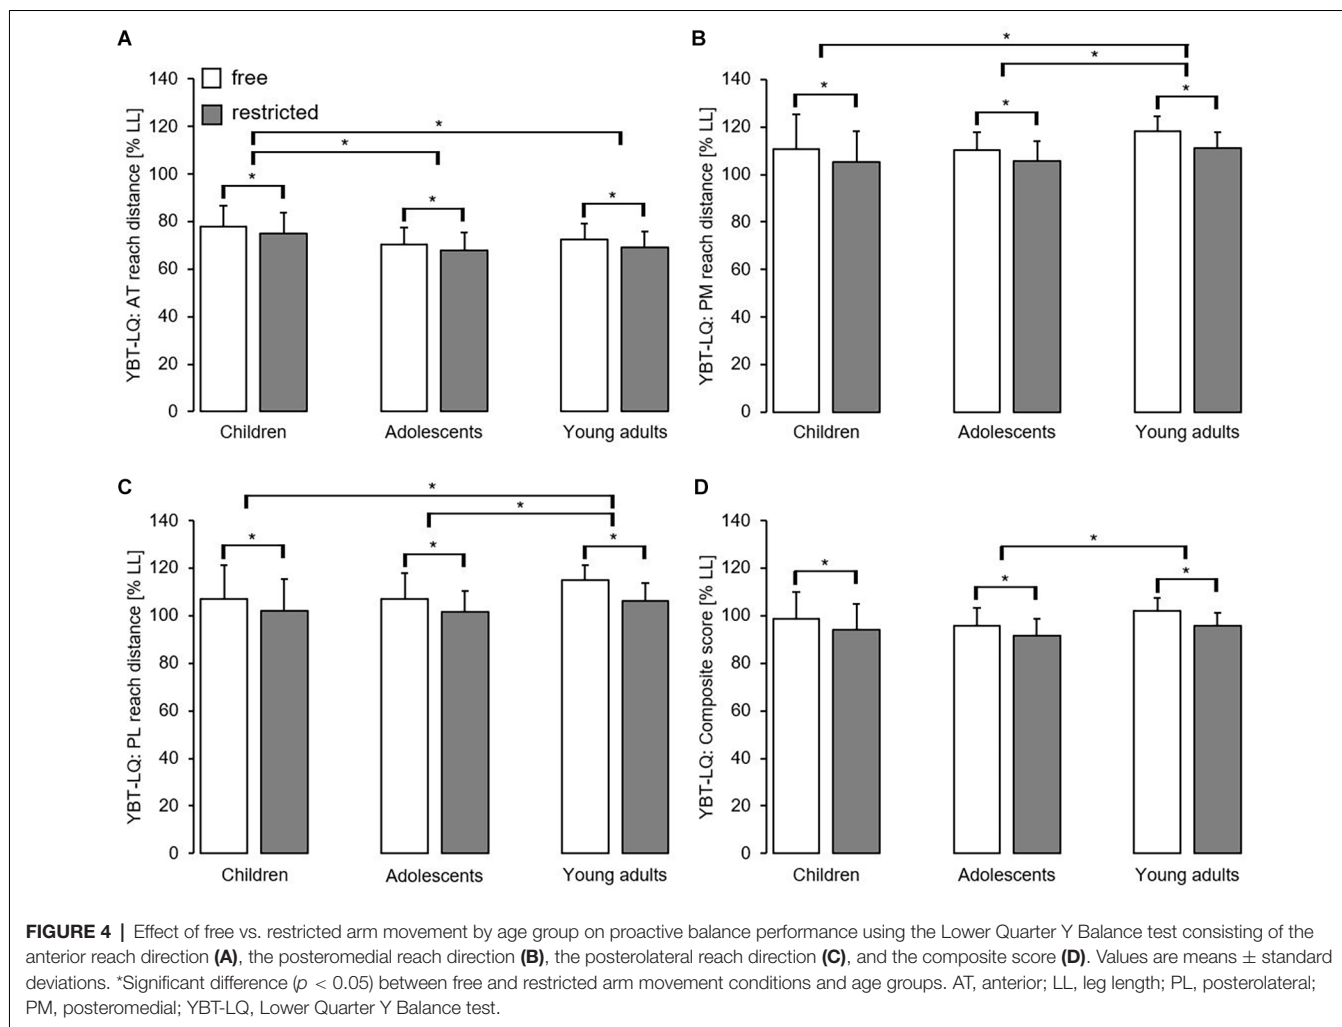 A
YBT-LQ: AT reach distance [% LL]
140
120
100
80
60
40
20
0
free
restricted
*
*
*
*
*
Children
Adolescents
Young adults
B
YBT-LQ: PM reach distance [% LL]
140
120
100
80
60
40
20
0
*
*
*
*
*
Children
Adolescents
Young adults
C
YBT-LQ: PL reach distance [% LL]
140
120
100
80
60
40
20
0
*
*
*
*
*
Children
Adolescents
Young adults
D
YBT-LQ: Composite score [% LL]
140
120
100
80
60
40
20
0
*
*
*
*
Children
Adolescents
Young adults
FIGURE 4 | Effect of free vs. restricted arm movement by age group on proactive balance performance using the Lower Quarter Y Balance test consisting of the
anterior reach direction (A), the posteromedial reach direction (B), the posterolateral reach direction (C), and the composite score (D). Values are means ± standard
deviations. *Significant difference (p < 0.05) between free and restricted arm movement conditions and age groups. AT, anterior; LL, leg length; PL, posterolateral;
PM, posteromedial; YBT-LQ, Lower Quarter Y Balance test.